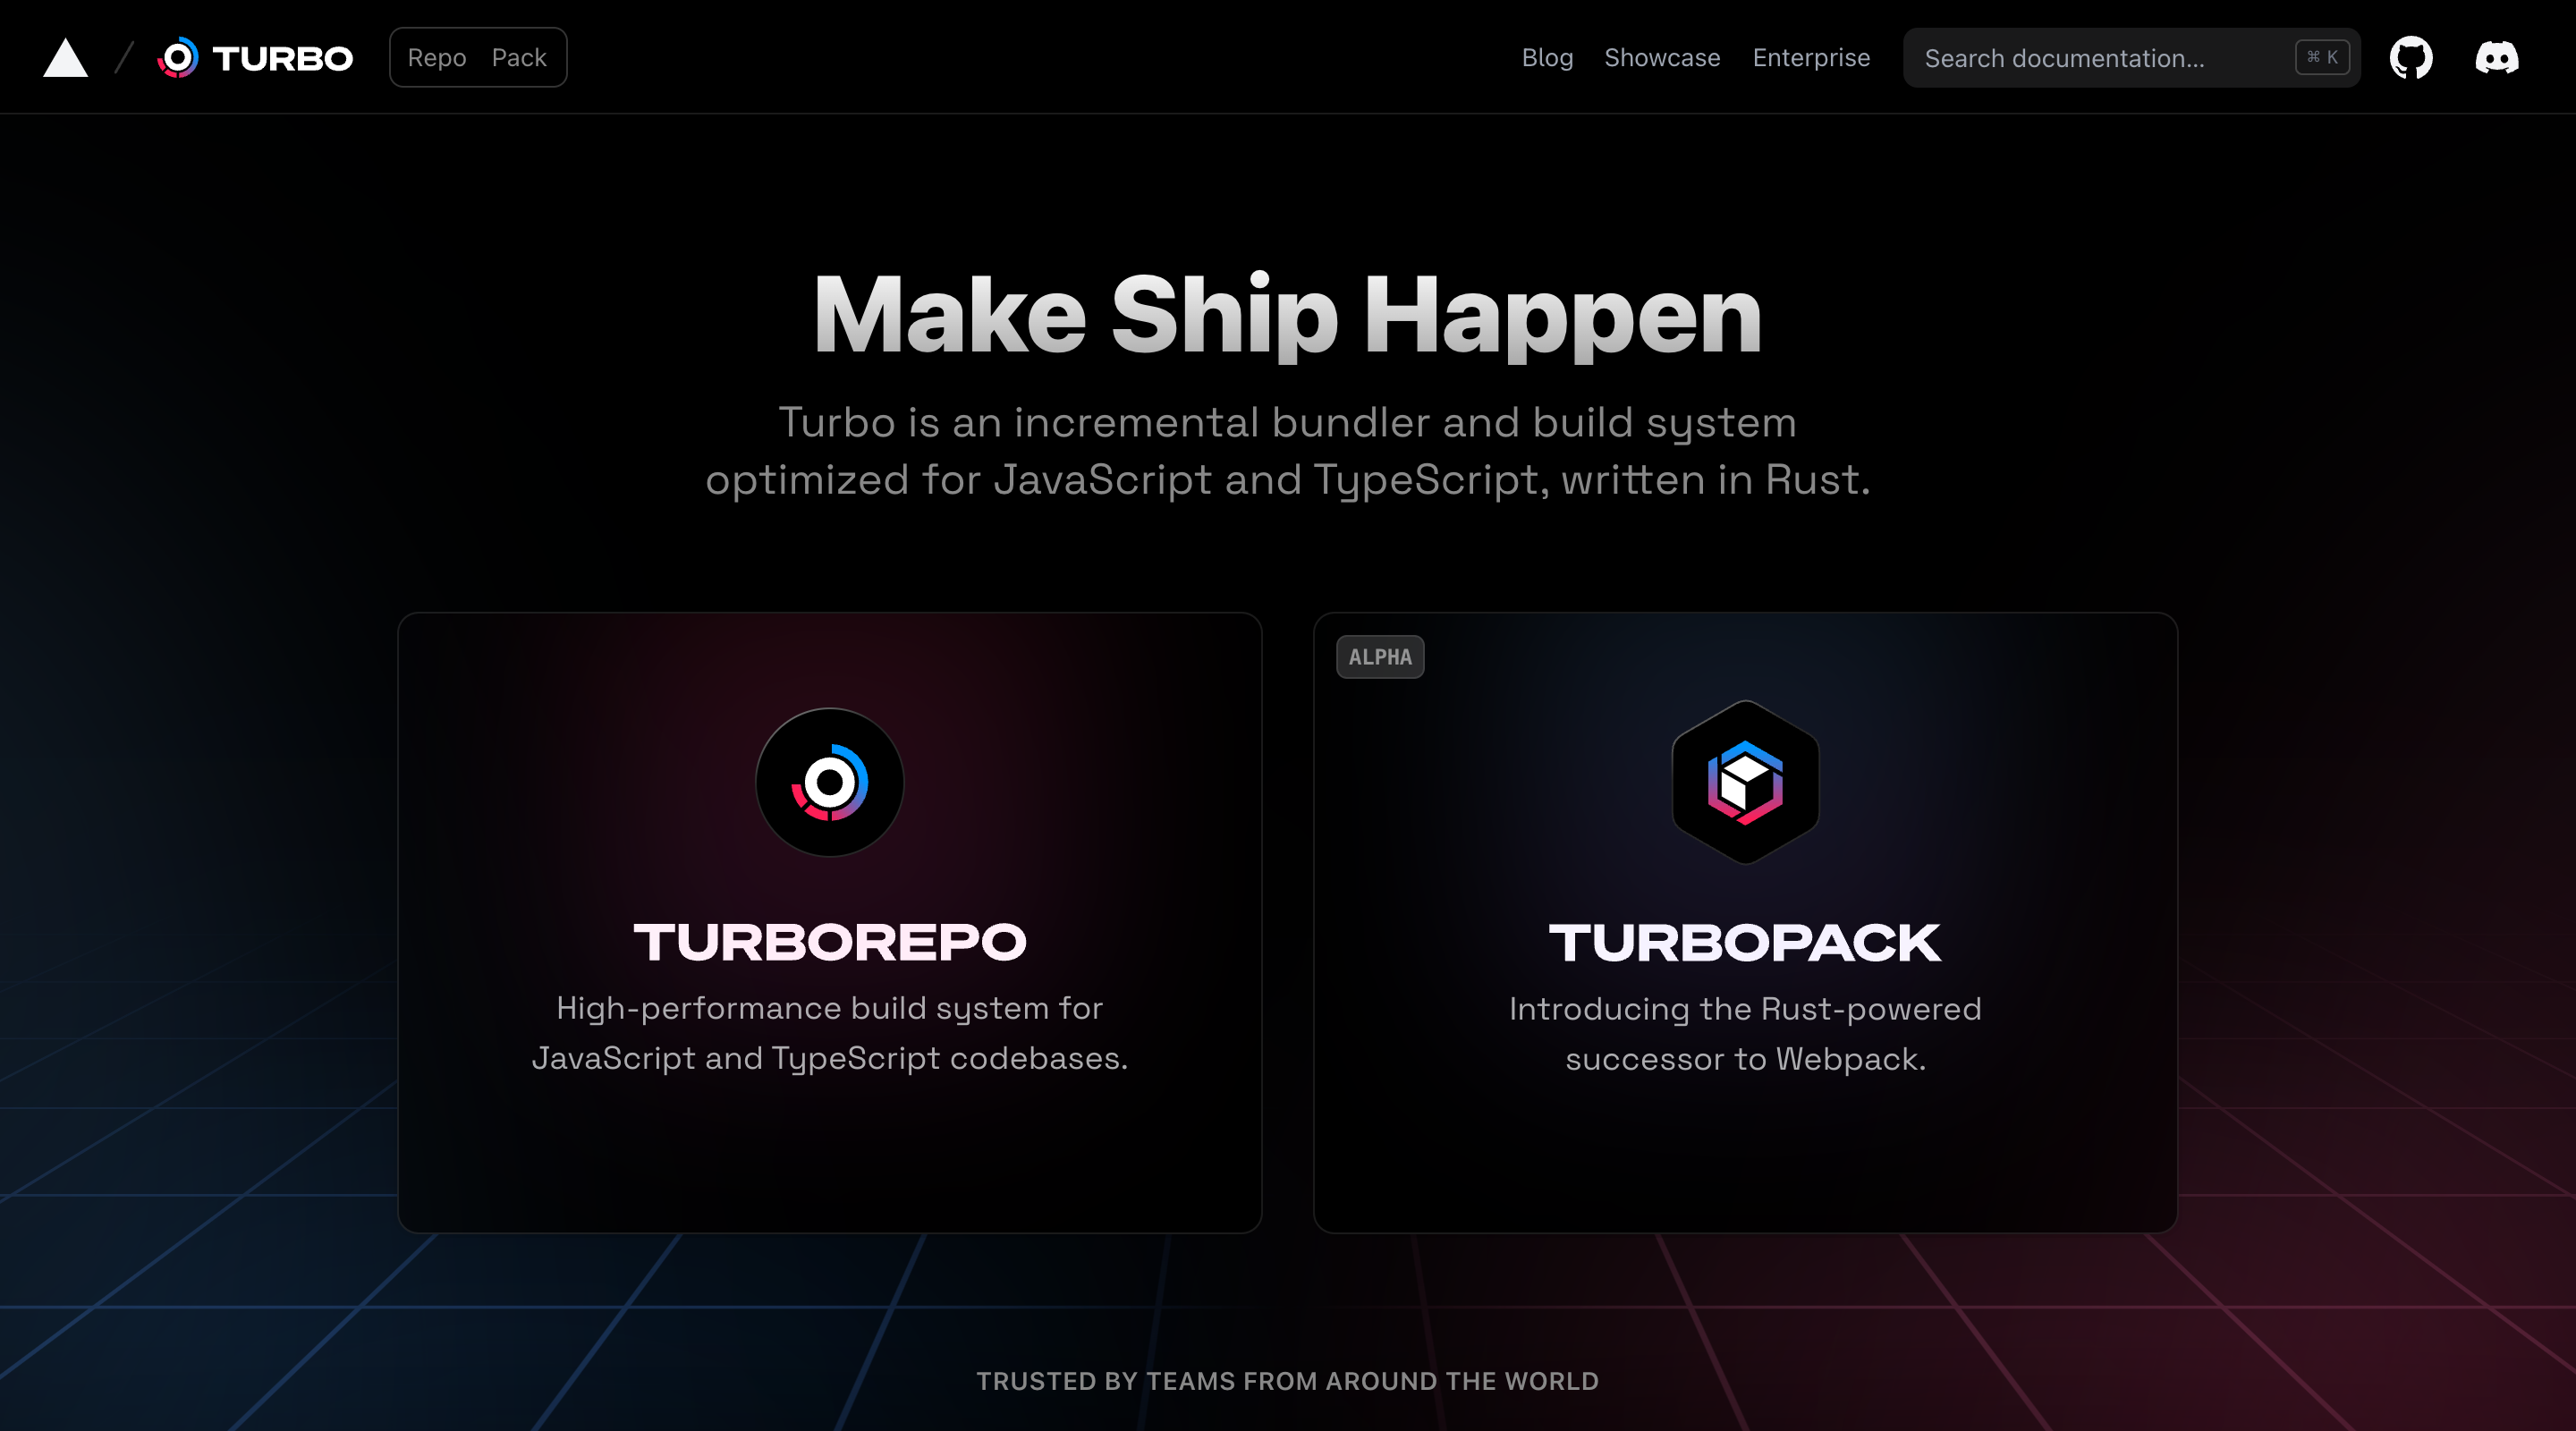 TURBO
Repo Pack
Blog Showcase Enterprise
Search documentation... ⌘ K
Make Ship Happen
Turbo is an incremental bundler and build system
optimized for JavaScript and TypeScript, written in Rust.
TURBOREPO
High-performance build system for
JavaScript and TypeScript codebases.
ALPHA
TURBOPACK
Introducing the Rust-powered
successor to Webpack.
TRUSTED BY TEAMS FROM AROUND THE WORLD